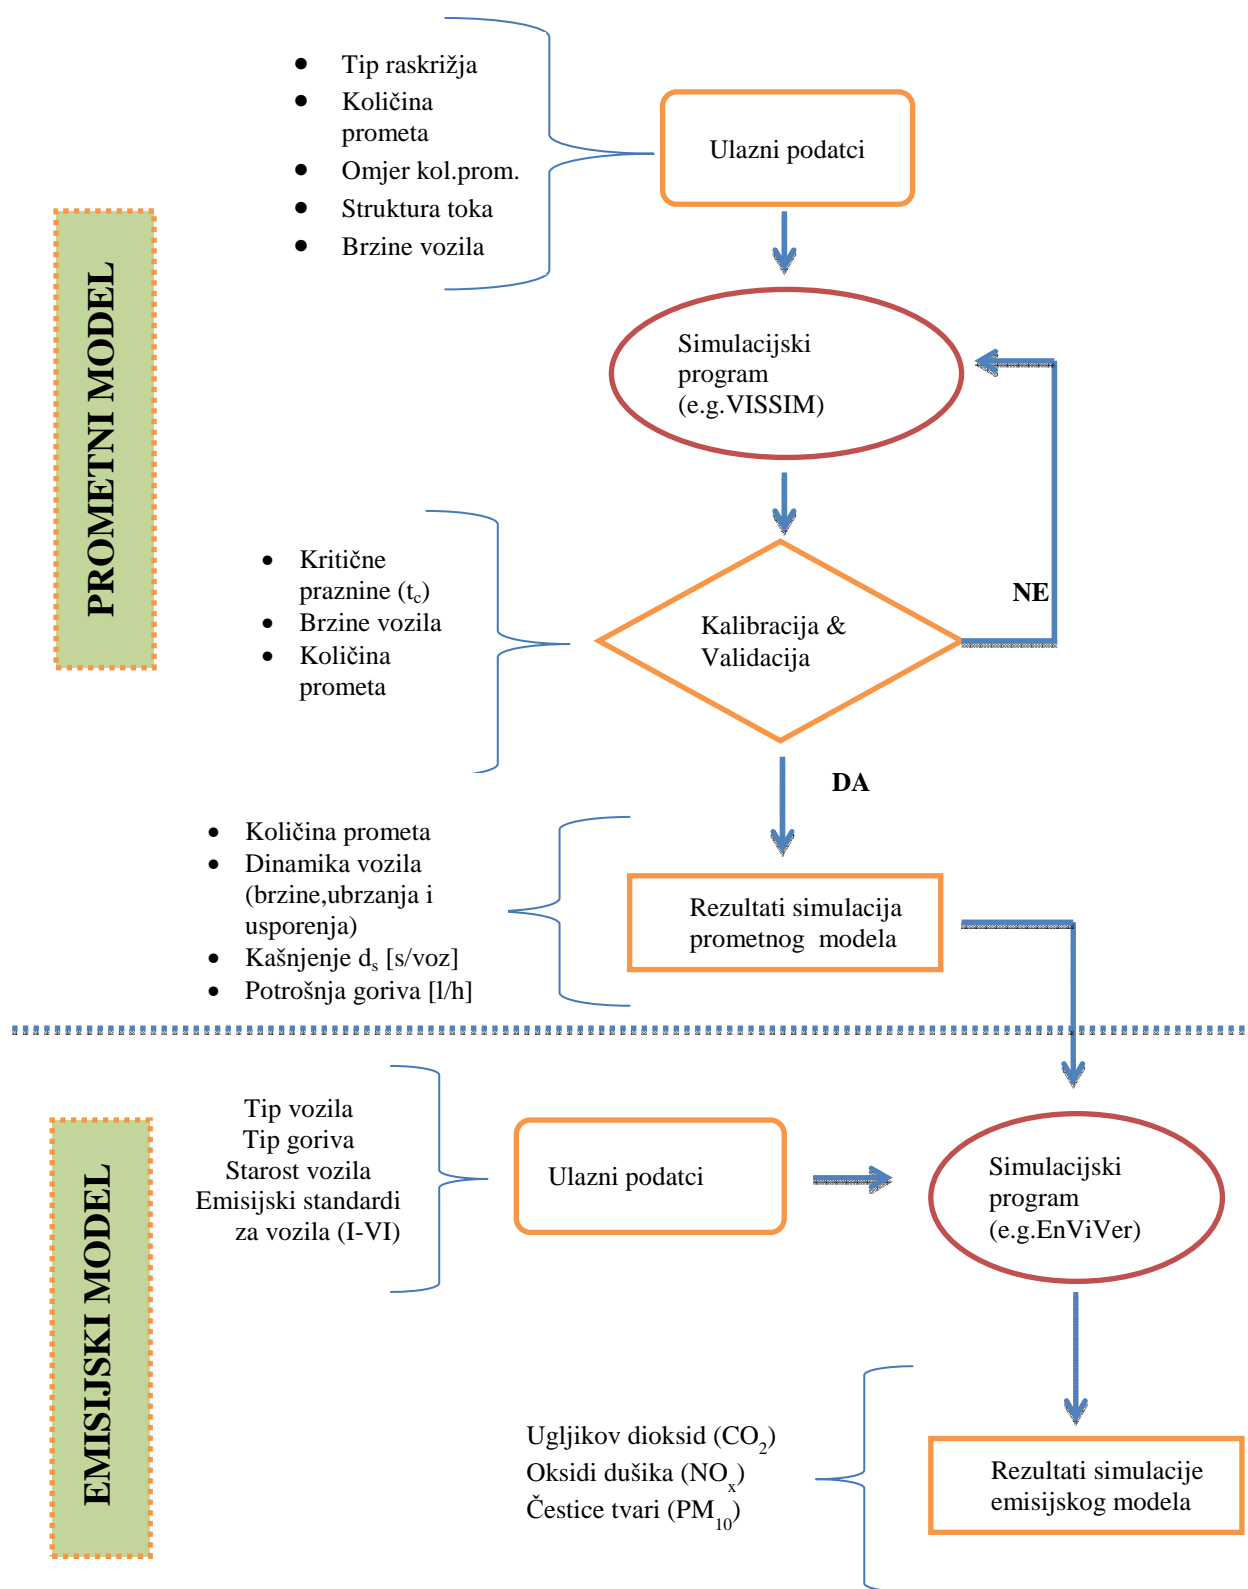 PROMETNI MODEL
• Tip raskrižja
• Količina
prometa
• Omjer kol.prom.
• Struktura toka
• Brzine vozila
Ulazni podatci
Simulacijski
program
(e.g.VISSIM)
• Kritične
praznine (tc)
• Brzine vozila
• Količina
prometa
Kalibracija &
Validacija
NE
DA
• Količina prometa
• Dinamika vozila
(brzine,ubrzanja i
usporenja)
• Kašnjenje ds [s/voz]
• Potrošnja goriva [l/h]
Rezultati simulacija
prometnog modela
EMISIJSKI MODEL
Tip vozila
Tip goriva
Starost vozila
Emisijski standardi
za vozila (I-VI)
Ulazni podatci
Simulacijski
program
(e.g.EnViVer)
Ugljikov dioksid (CO2)
Oksidi dušika (NOx)
Čestice tvari (PM10)
Rezultati simulacije
emisijskog modela